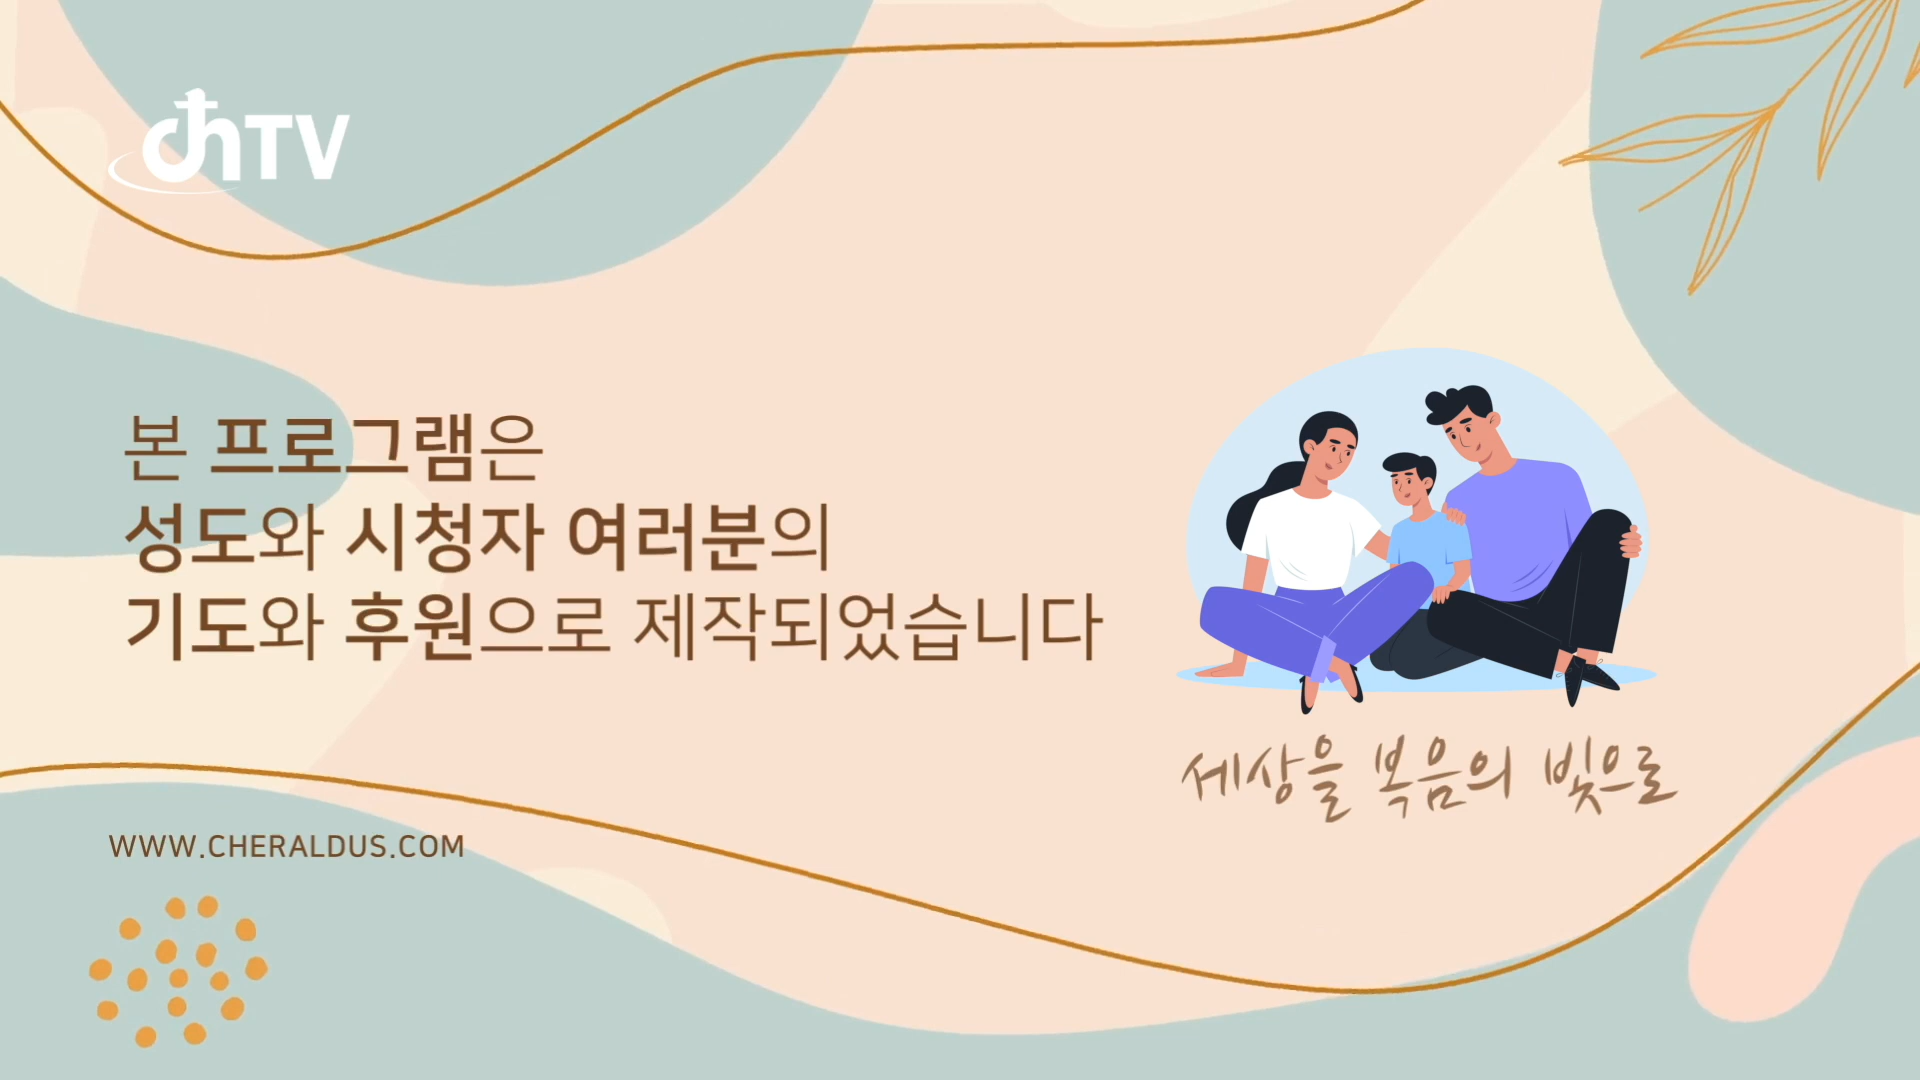 chTV
본 프로그램은
성도와 시청자 여러분의
기도와 후원으로 제작되었습니다
세상을 복음의 빛으로
WWW.CHERALDUS.COM